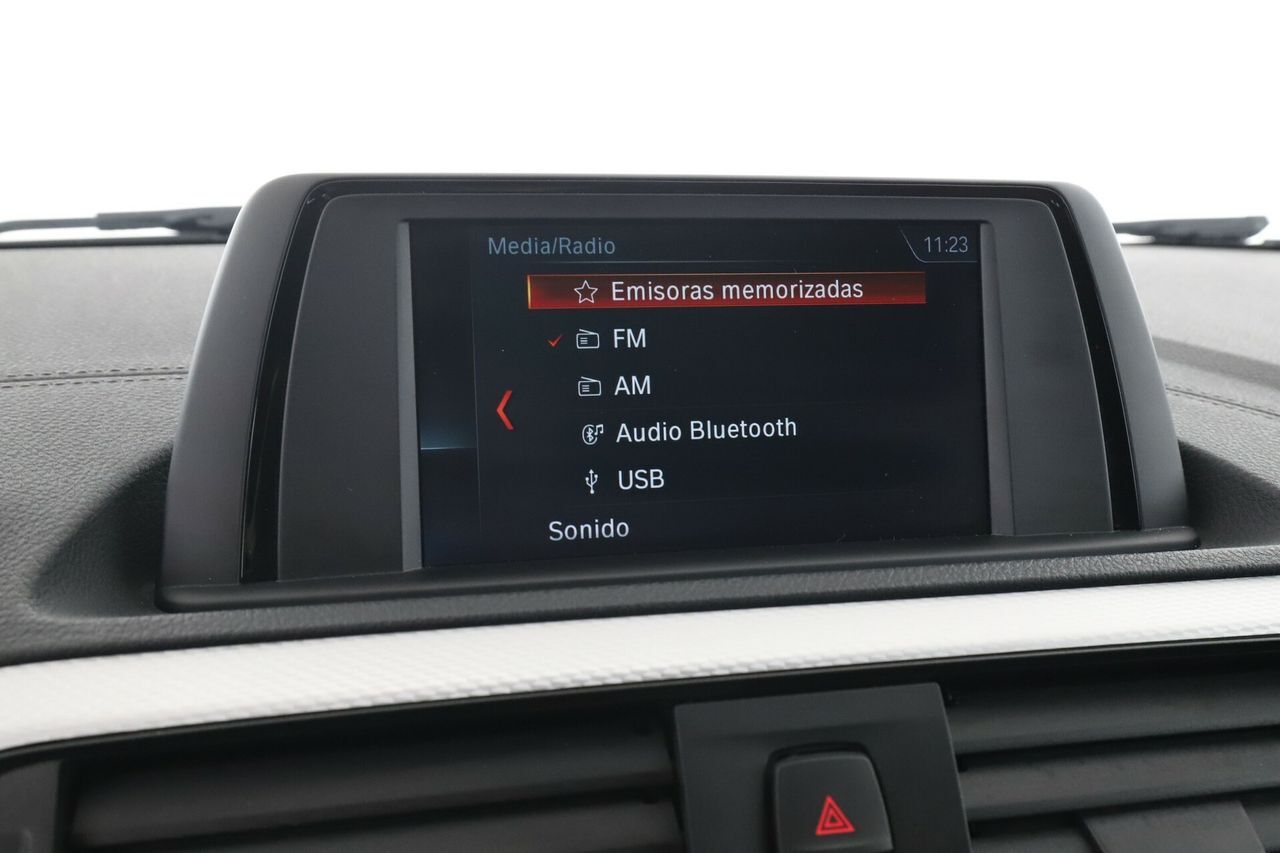 Media/Radio
11:23
Emisoras memorizadas
FM
AM
Audio Bluetooth
USB
Sonido